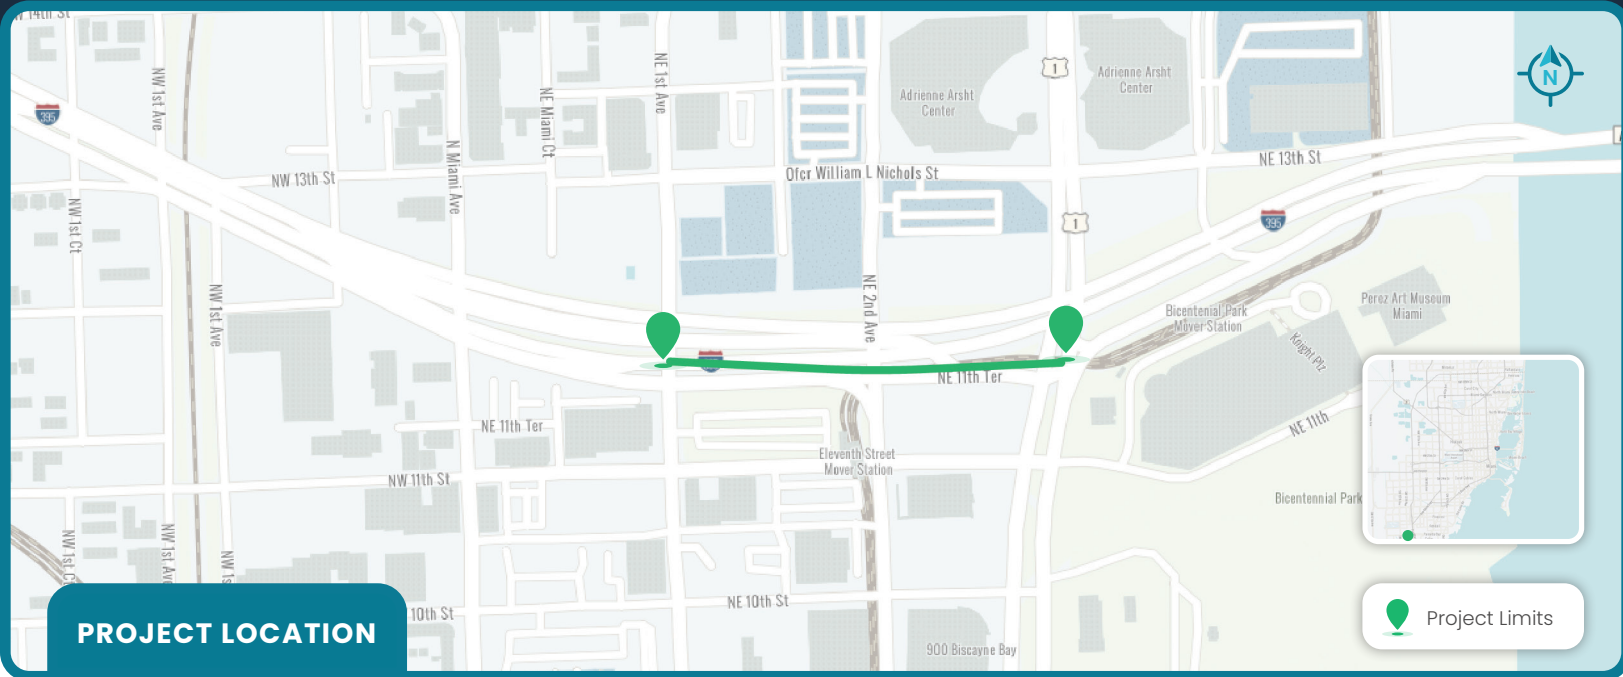 W 14th St
395
NW 1st Ave
NE 1st Ave
NE Miami Ct
N Miami Ave
1
Adrienne Arsht
Center
Adrienne Arsht
Center
N
NW 13th St
Ofcr William L Nichols St
NE 13th St
NW 1st Ct
1
395
NW 1st Ave
NE 2nd Ave
Bicentenial Park
Mover Station
Perez Art Museum
Miami
Knight Plz
NE 11th Ter
NE 11th Ter
NE 11th
Eleventh Street
Mover Station
NW 11th St
Bicentennial Park
NW 1st C
NW 1st Av
NW 1s
10th St
NE 10th St
900 Biscayne Bay
PROJECT LOCATION
Project Limits